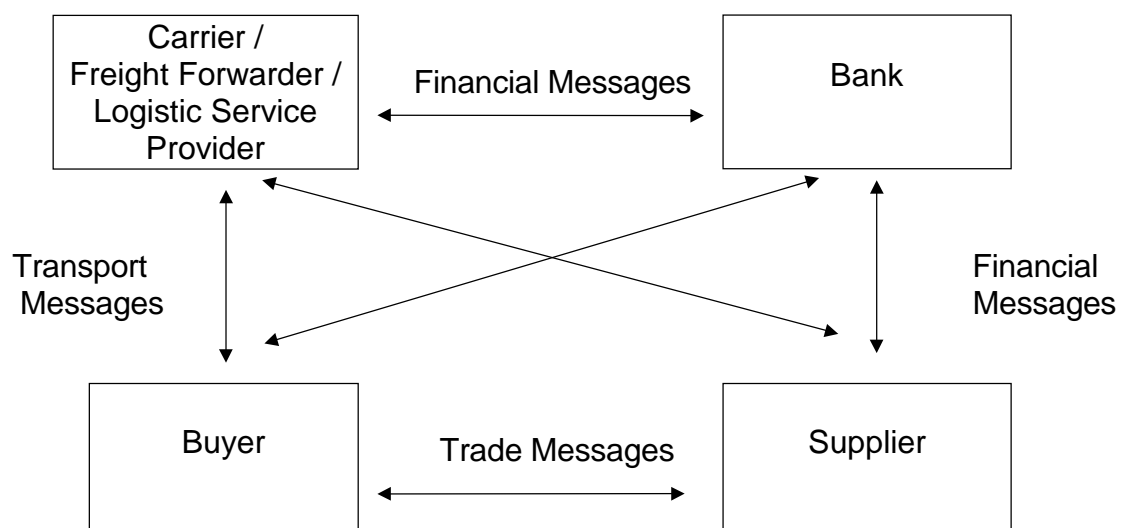 Carrier /
Freight Forwarder /
Logistic Service
Provider
Financial Messages
Bank
Transport
Messages
Financial
Messages
Buyer
Trade Messages
Supplier